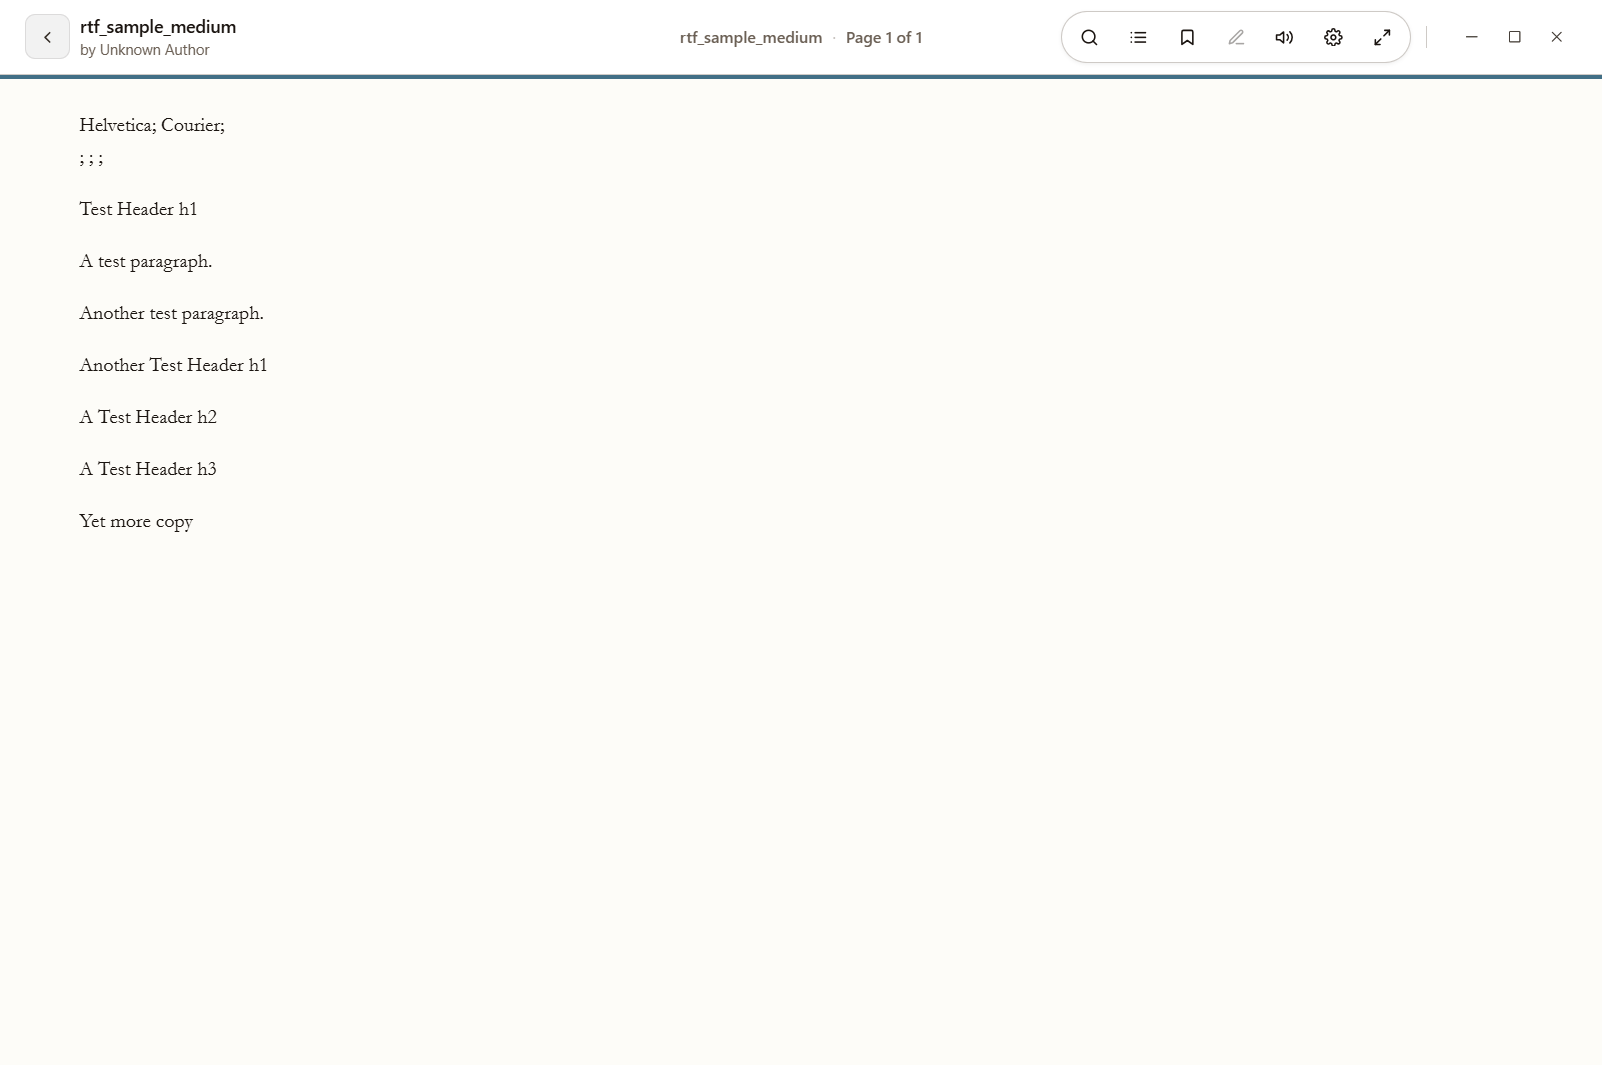 rtf_sample_medium
by Unknown Author
rtf_sample_medium · Page 1 of 1
Helvetica; Courier;
; ; ;
Test Header h1
A test paragraph.
Another test paragraph.
Another Test Header h1
A Test Header h2
A Test Header h3
Yet more copy